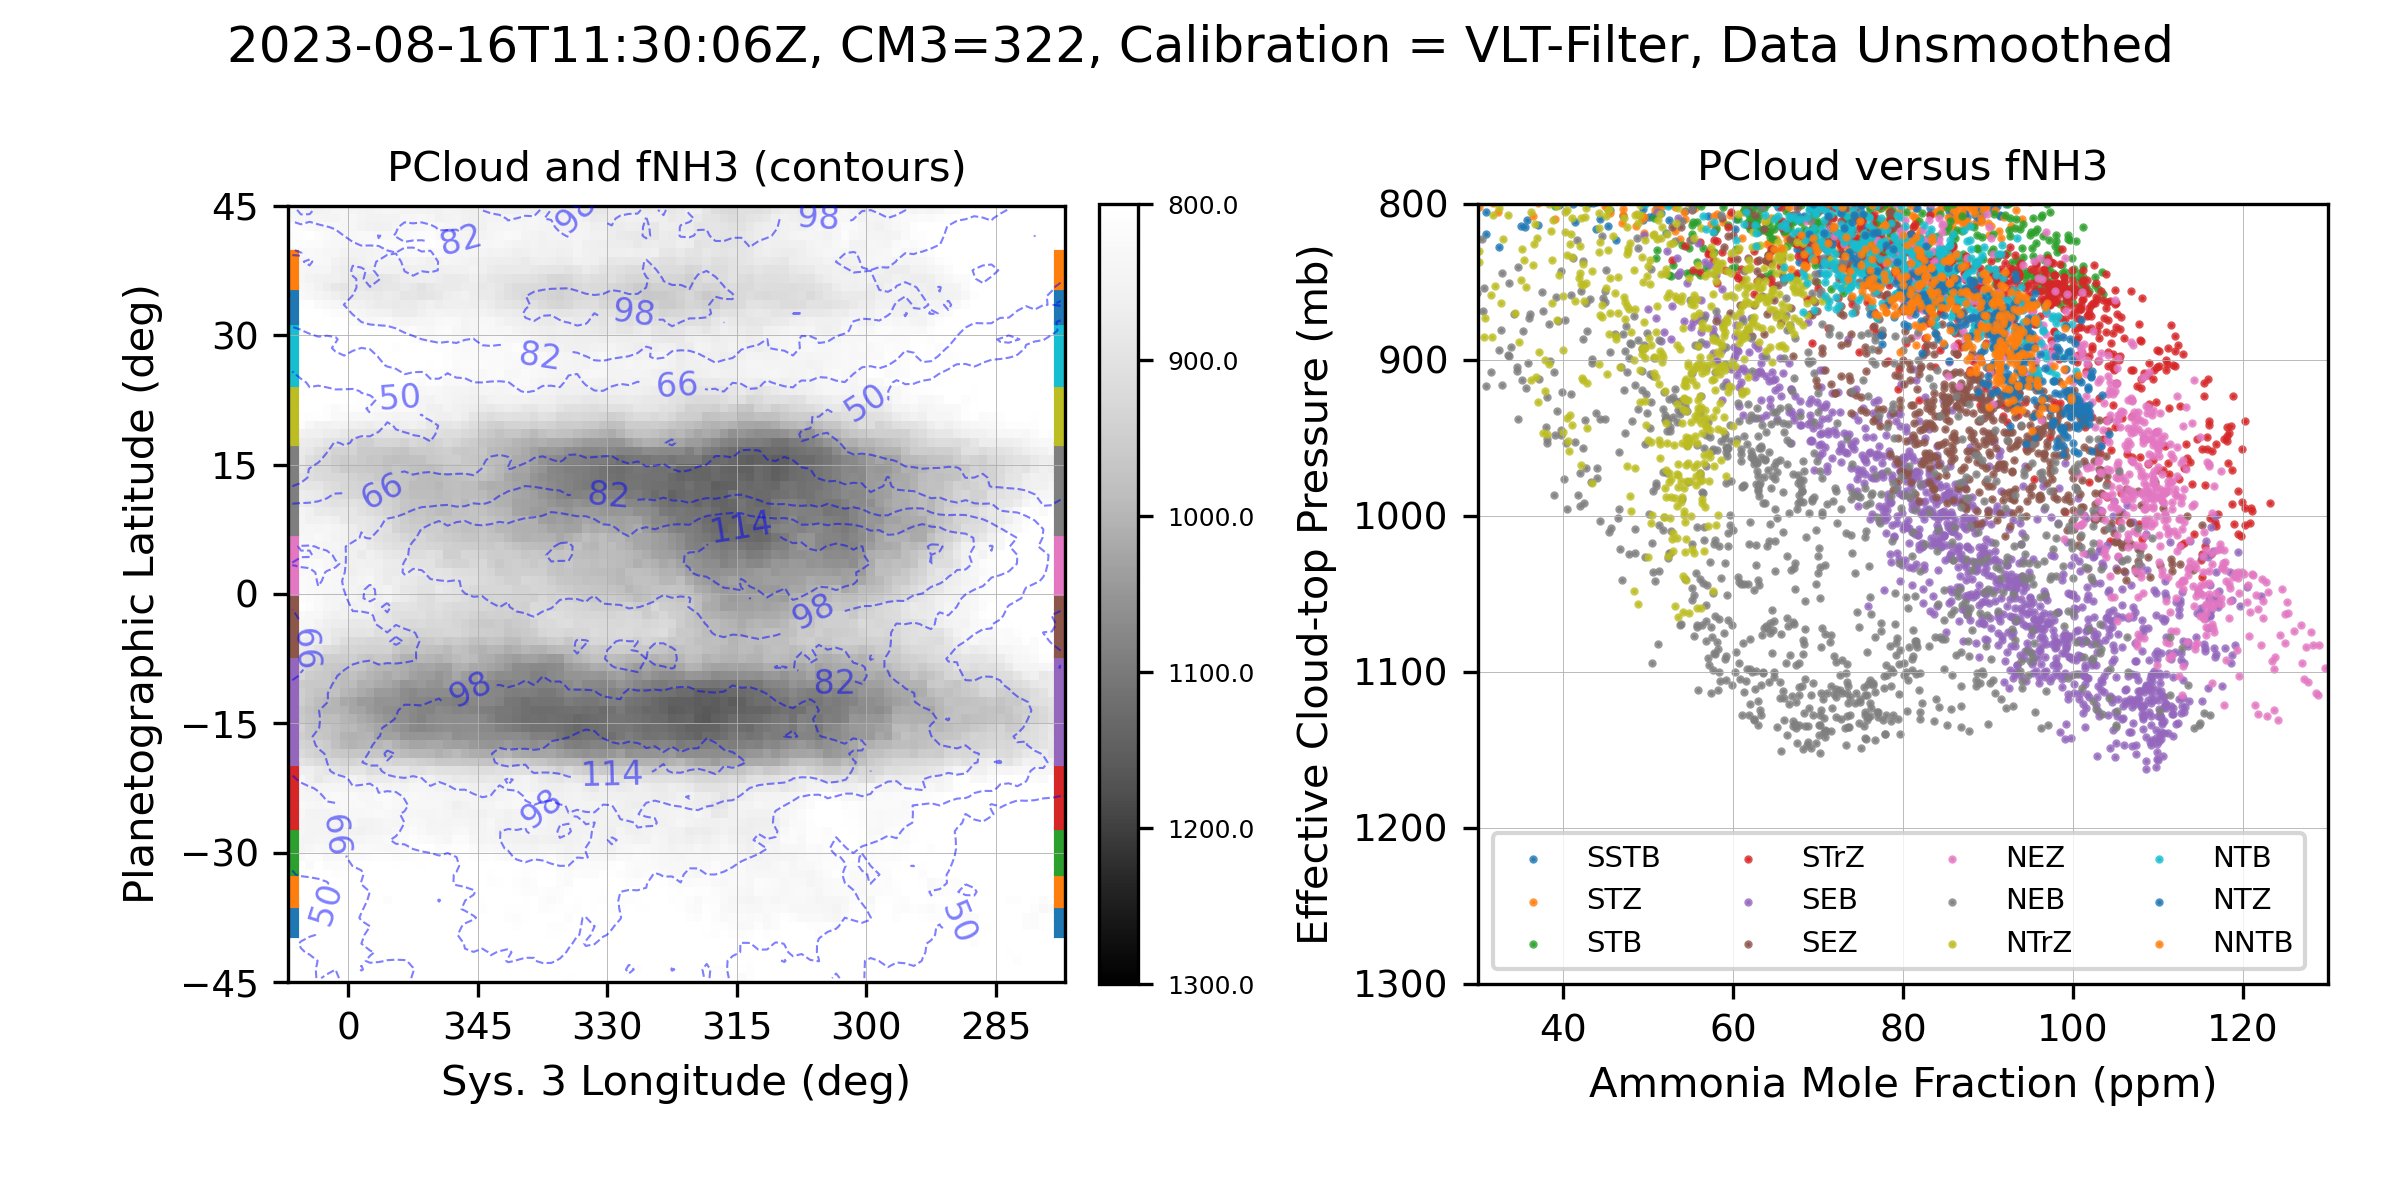 2023-08-16T11:30:06Z, CM3=322, Calibration = VLT-Filter, Data Unsmoothed
PCloud and fNH3 (contours)
Planetographic Latitude (deg)
45
30
15
0
−15
−30
−45
0
345
330
315
300
285
Sys. 3 Longitude (deg)
82
98
98
98
82
66
50
50
66
82
114
98
66
98
82
114
98
66
50
50
800.0
900.0
1000.0
1100.0
1200.0
1300.0
PCloud versus fNH3
Effective Cloud-top Pressure (mb)
800
900
1000
1100
1200
1300
SSTB
STZ
STB
STrZ
SEB
SEZ
NEZ
NEB
NTrZ
NTB
NTZ
NNTB
40
60
80
100
120
Ammonia Mole Fraction (ppm)